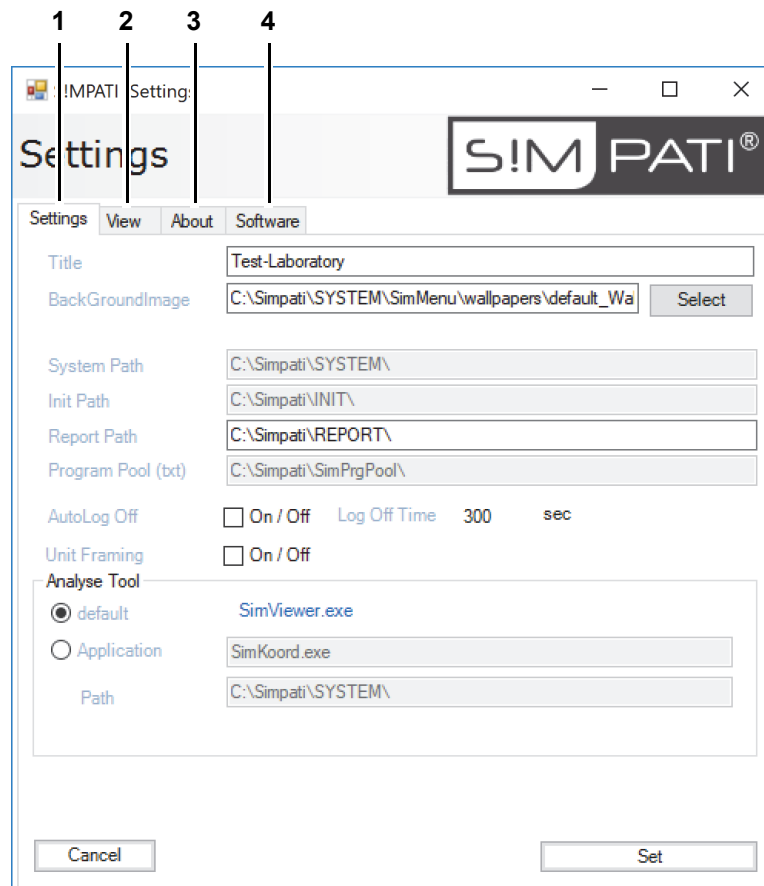 1 2 3 4
S!MPATI Settings
Settings S!MPATI®
Settings View About Software
Title Test-Laboratory
BackGroundImage C:\Simpati\SYSTEM\SimMenu\wallpapers\default_Wa Select
System Path C:\Simpati\SYSTEM\
Init Path C:\Simpati\INIT\
Report Path C:\Simpati\REPORT\
Program Pool (txt) C:\Simpati\SimPrgPool\
AutoLog Off On / Off Log Off Time 300 sec
Unit Framing On / Off
Analyse Tool
default SimViewer.exe
Application SimKoord.exe
Path C:\Simpati\SYSTEM\
Cancel Set